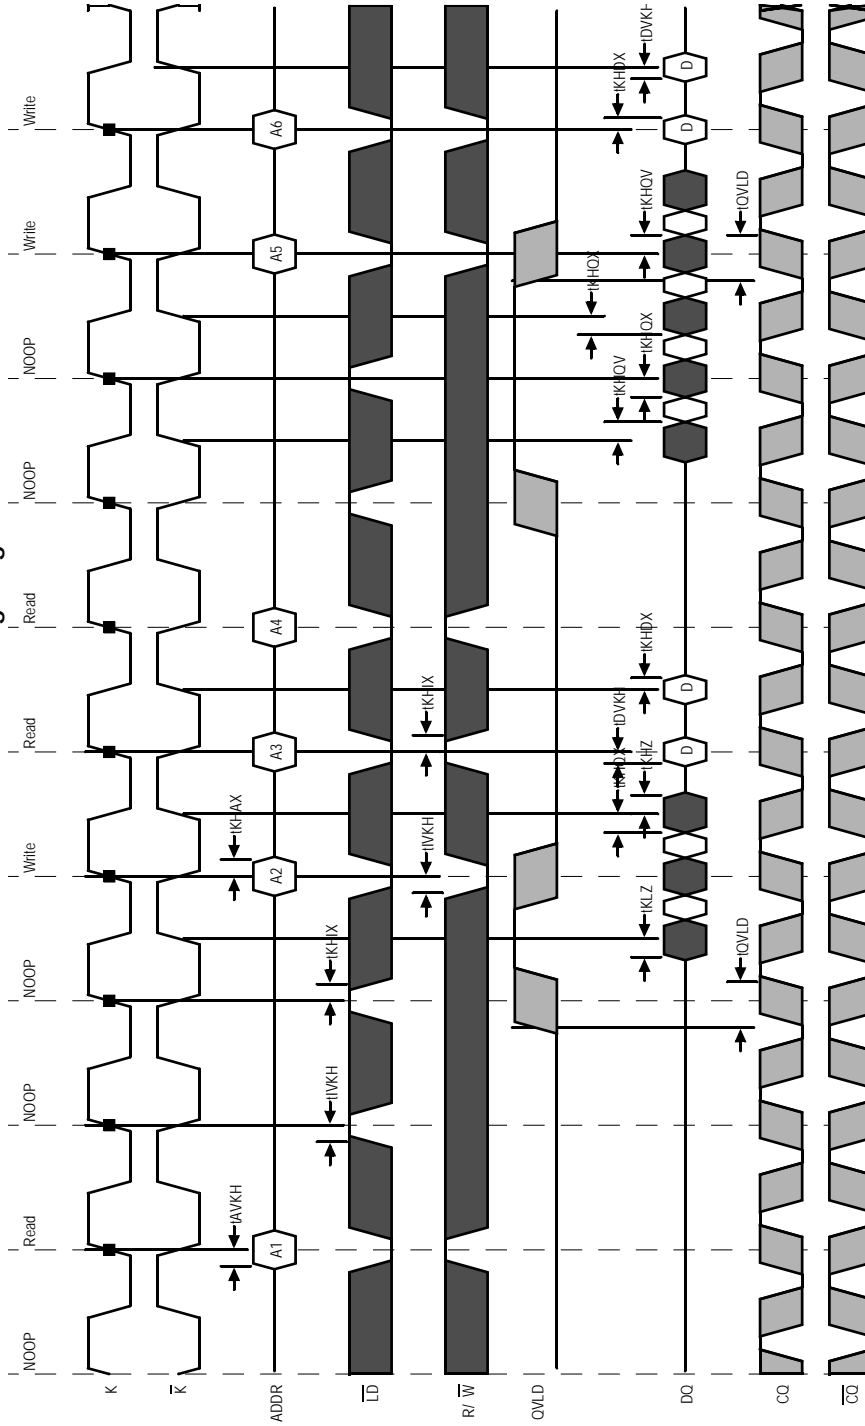 NOOP Read NOOP NOOP Write Read Read NOOP NOOP Write Write
K
K̅
tAVKH tKHAX
ADDR A1 A2 A3 A4 A5 A6
tIVKH tKHIX
L̅D̅
tIVKH tKHIX
R/ W̅
QVLD
tKHQX
tKHQX tDVKH tKHQV tKHDX
tKLZ tKHZ tKHDX tKHQX tKHQV tDVKH
DQ D D D D
tQVLD tQVLD
CQ
C̅Q̅